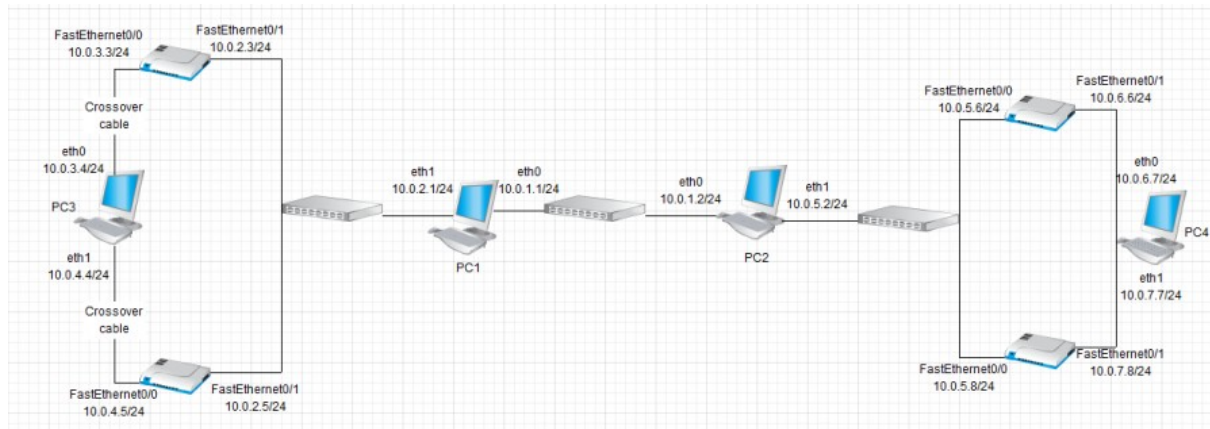 FastEthernet0/0
10.0.3.3/24
FastEthernet0/1
10.0.2.3/24
Crossover
cable
eth0
10.0.3.4/24
PC3
eth1
10.0.4.4/24
Crossover
cable
FastEthernet0/0
10.0.4.5/24
FastEthernet0/1
10.0.2.5/24
eth1
10.0.2.1/24
eth0
10.0.1.1/24
PC1
eth0
10.0.1.2/24
eth1
10.0.5.2/24
PC2
FastEthernet0/0
10.0.5.6/24
FastEthernet0/1
10.0.6.6/24
eth0
10.0.6.7/24
PC4
eth1
10.0.7.7/24
FastEthernet0/0
10.0.5.8/24
FastEthernet0/1
10.0.7.8/24